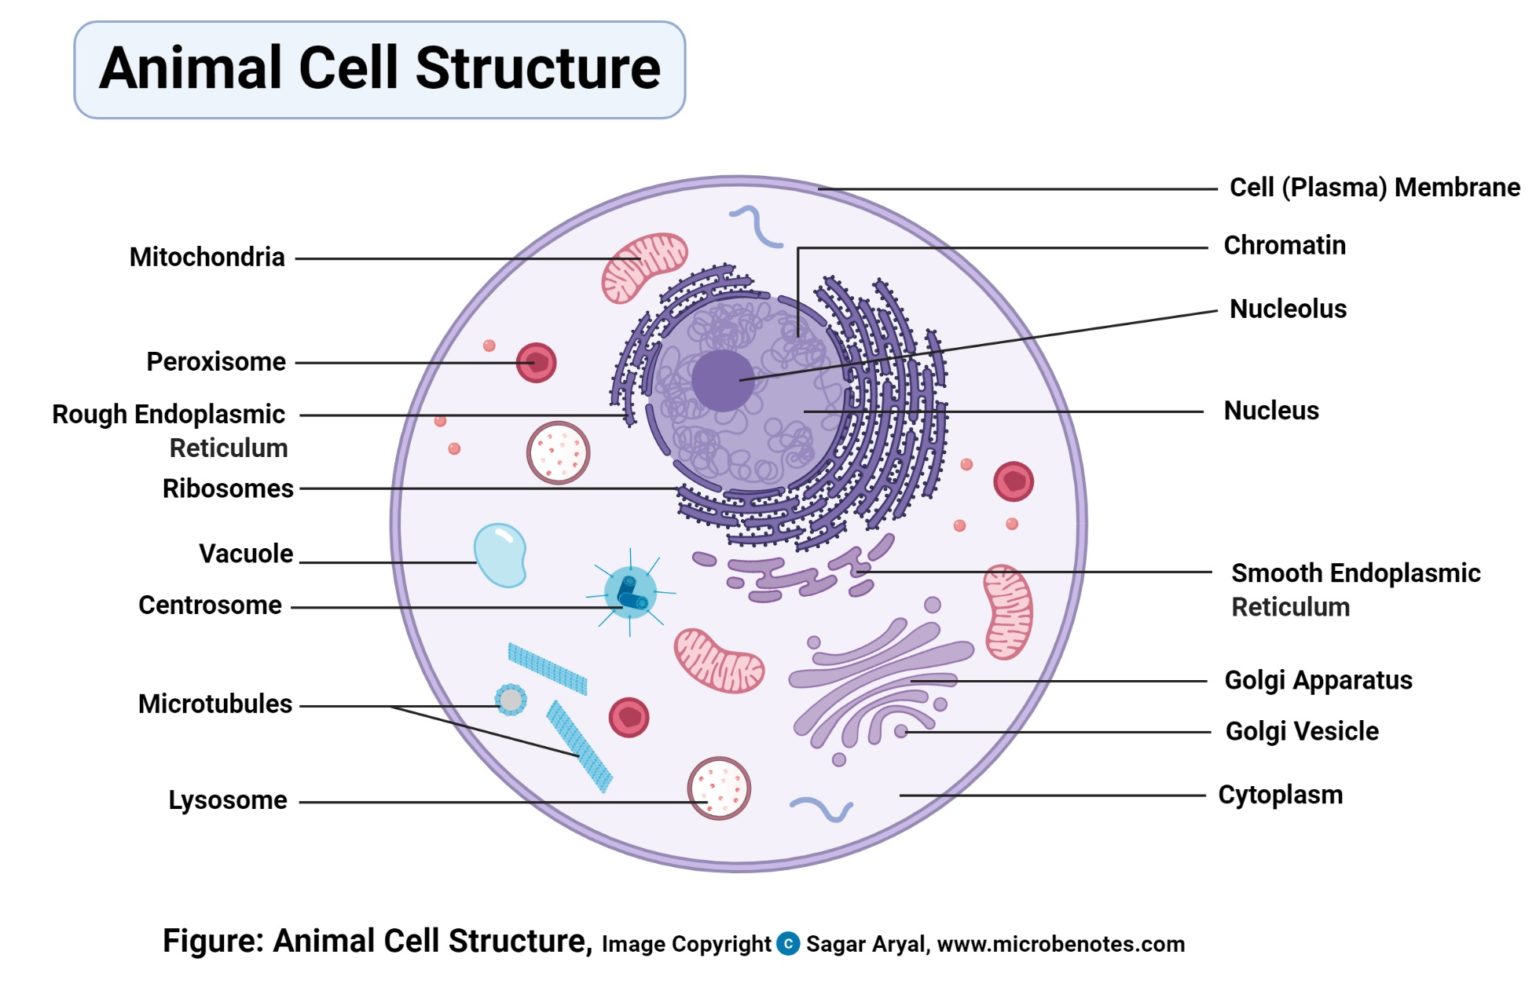 Animal Cell Structure
Mitochondria
Peroxisome
Rough Endoplasmic
Reticulum
Ribosomes
Vacuole
Centrosome
Microtubules
Lysosome
Cell (Plasma) Membrane
Chromatin
Nucleolus
Nucleus
Smooth Endoplasmic
Reticulum
Golgi Apparatus
Golgi Vesicle
Cytoplasm
Figure: Animal Cell Structure, Image Copyright C Sagar Aryal, www.microbenotes.com